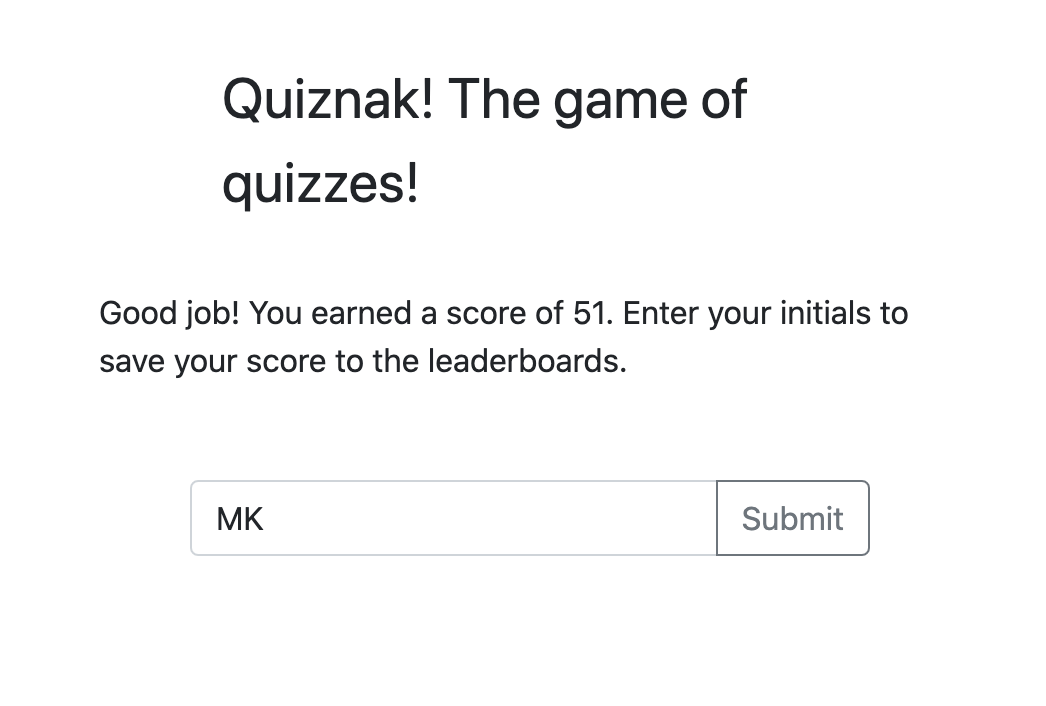 Quiznak! The game of
quizzes!
Good job! You earned a score of 51. Enter your initials to
save your score to the leaderboards.
MK
Submit